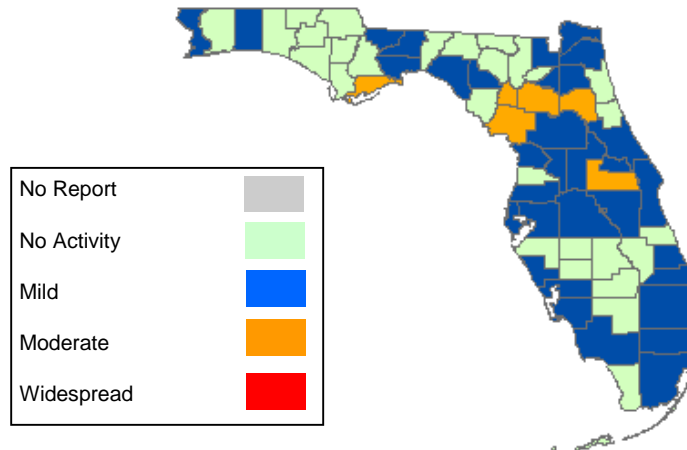 No Report
No Activity
Mild
Moderate
Widespread